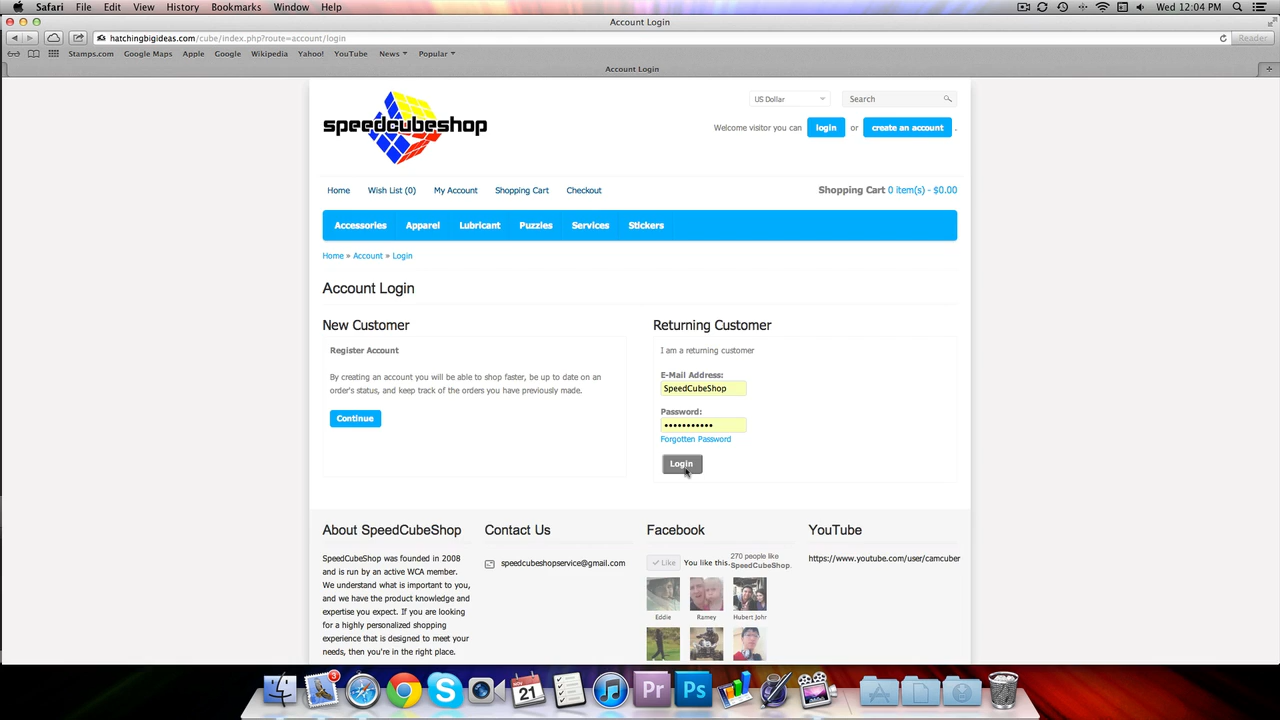 Safari File Edit View History Bookmarks Window Help
Wed 12:04 PM
Account Login
hatchingbigideas.com/cube/index.php?route=account/login
Reader
Stamps.com Google Maps Apple Google Wikipedia Yahoo! YouTube News Popular
Account Login
speedcubeshop
US Dollar
Search
Welcome visitor you can login or create an account .
Home Wish List (0) My Account Shopping Cart Checkout
Shopping Cart 0 item(s) - $0.00
Accessories Apparel Lubricant Puzzles Services Stickers
Home » Account » Login
Account Login
New Customer
Register Account
By creating an account you will be able to shop faster, be up to date on an
order's status, and keep track of the orders you have previously made.
Continue
Returning Customer
I am a returning customer
E-Mail Address:
SpeedCubeShop
Password:
•••••••••••
Forgotten Password
Login
About SpeedCubeShop
SpeedCubeShop was founded in 2008
and is run by an active WCA member.
We understand what is important to you,
and we have the product knowledge and
expertise you expect. If you are looking
for a highly personalized shopping
experience that is designed to meet your
needs, then you're in the right place.
Contact Us
speedcubeshopservice@gmail.com
Facebook
Like
You like this.
270 people like
SpeedCubeShop.
Eddie Ramey Hubert Johr
YouTube
https://www.youtube.com/user/camcuber
3
NOV
21
Pr
Ps